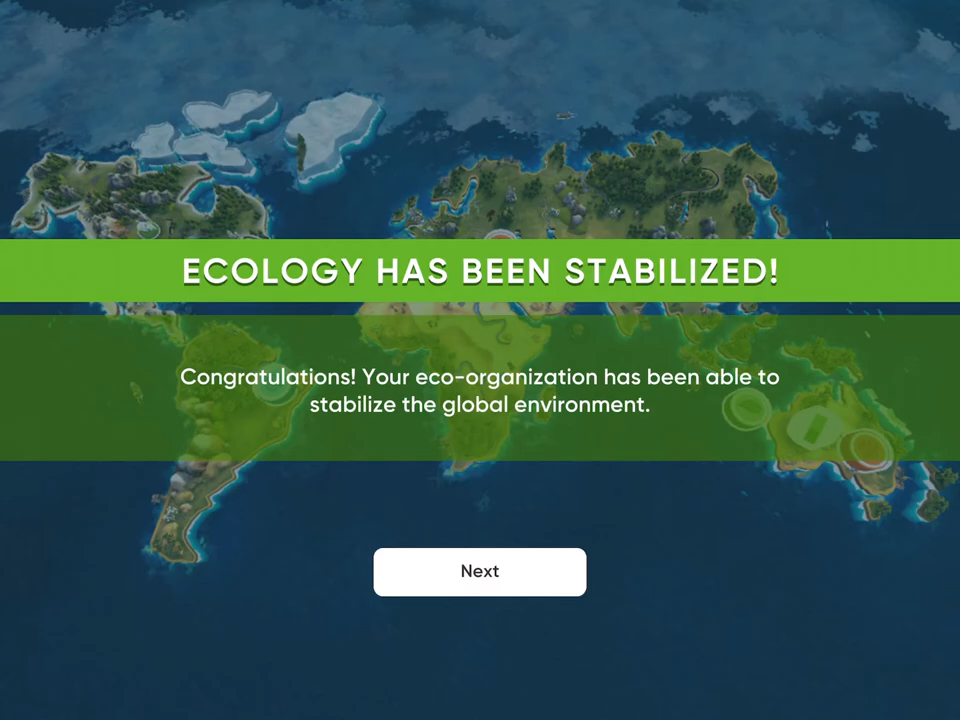 ECOLOGY HAS BEEN STABILIZED!
Congratulations! Your eco-organization has been able to
stabilize the global environment.
Next